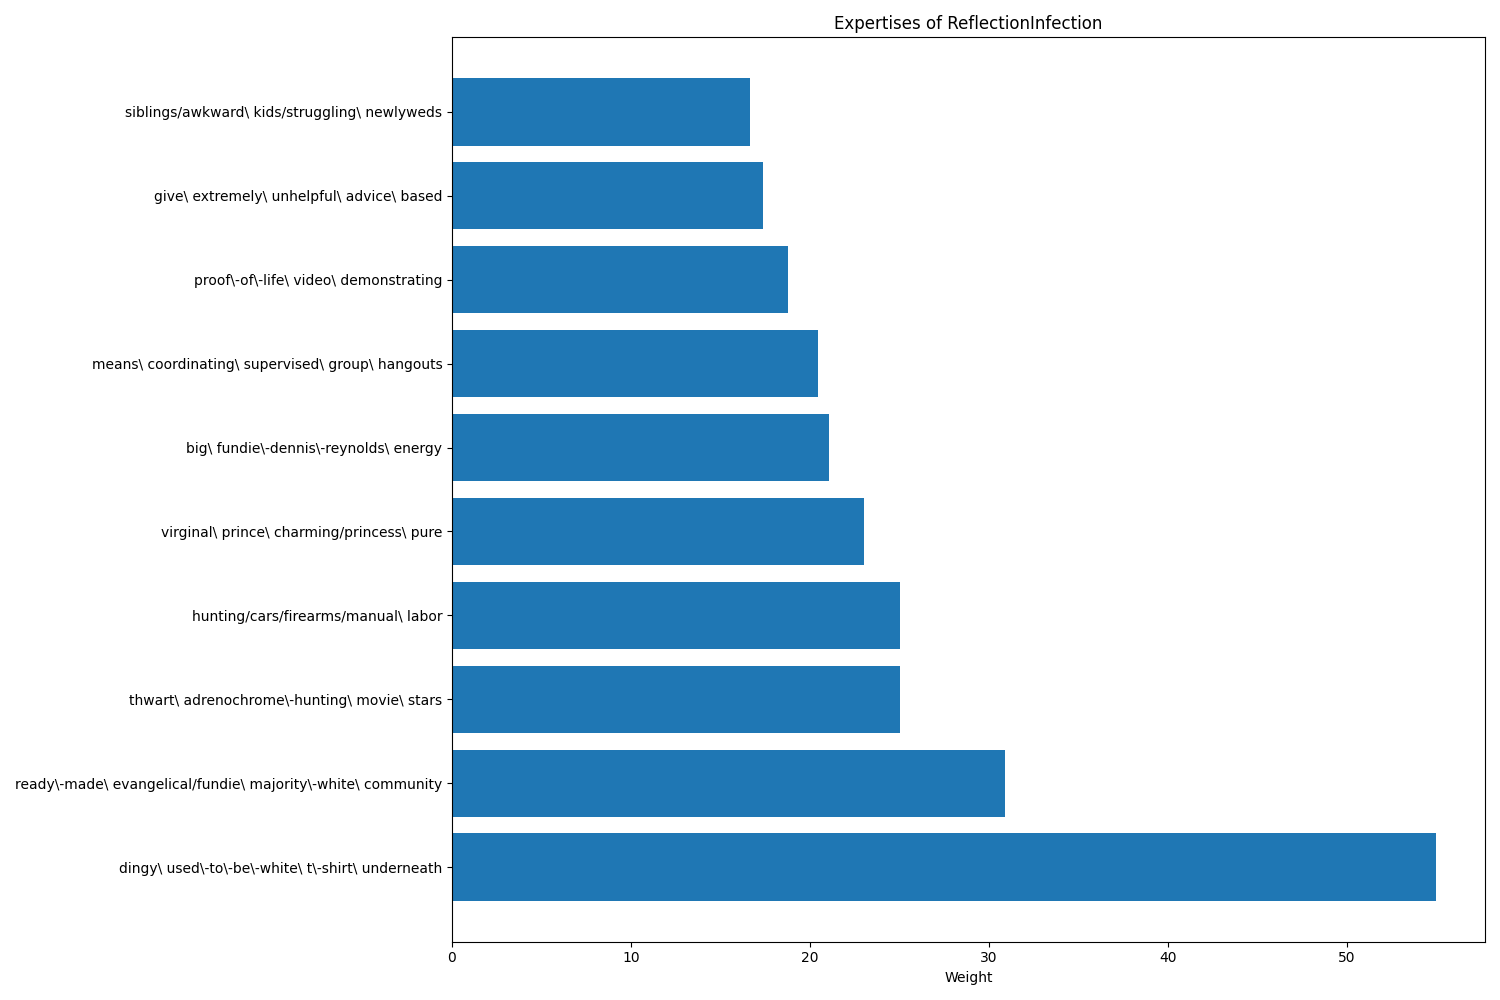 Expertises of ReflectionInfection
siblings/awkward\ kids/struggling\ newlyweds
give\ extremely\ unhelpful\ advice\ based
proof\-of\-life\ video\ demonstrating
means\ coordinating\ supervised\ group\ hangouts
big\ fundie\-dennis\-reynolds\ energy
virginal\ prince\ charming/princess\ pure
hunting/cars/firearms/manual\ labor
thwart\ adrenochrome\-hunting\ movie\ stars
ready\-made\ evangelical/fundie\ majority\-white\ community
dingy\ used\-to\-be\-white\ t\-shirt\ underneath
0 10 20 30 40 50
Weight